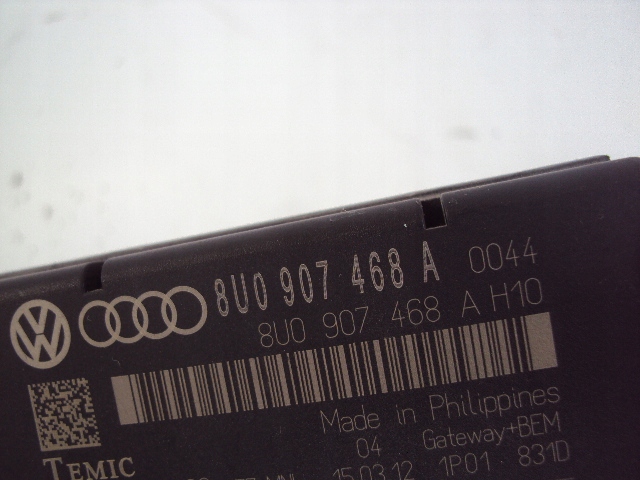 8U0 907 468 A 0044
8U0 907 468 A H10
Made in Philippines
04 Gateway+BEM
TEMIC 15.03.12 1P01 831D